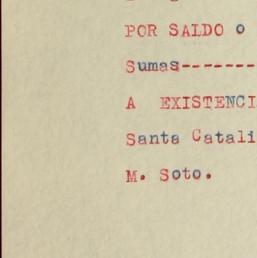 POR SALDO o
Sumas-------
A EXISTENCI
Santa Catali
M. Soto.